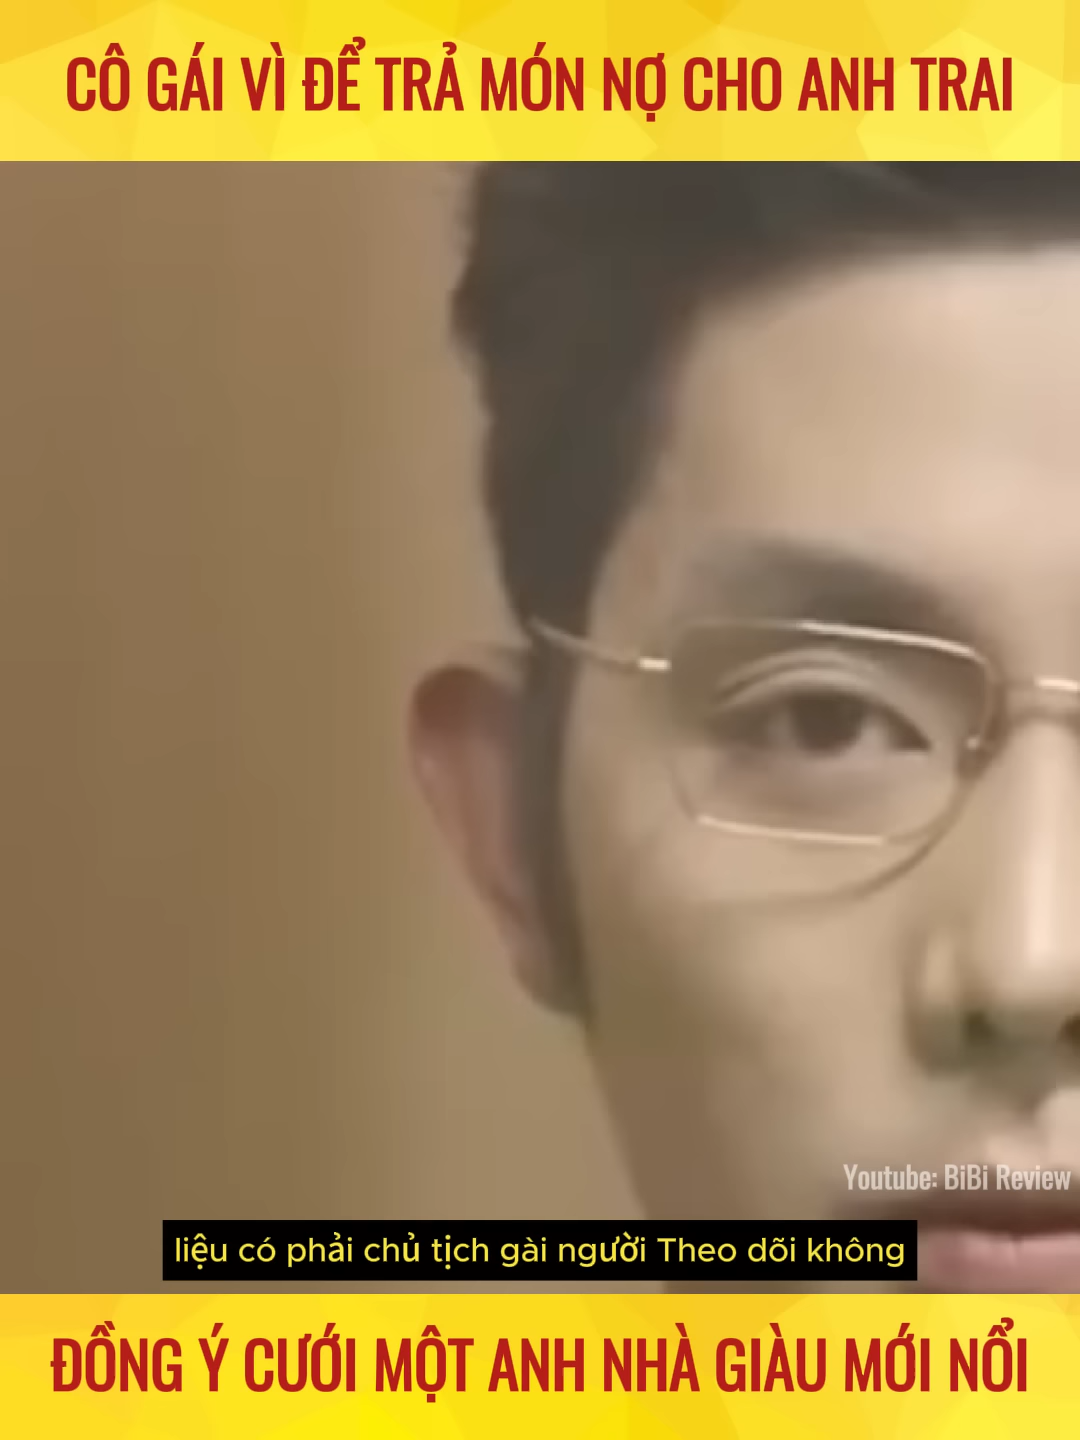 CÔ GÁI VÌ ĐỂ TRẢ MÓN NỢ CHO ANH TRAI
Youtube: BiBi Review
liệu có phải chủ tịch gài người Theo dõi không
ĐỒNG Ý CƯỚI MỘT ANH NHÀ GIÀU MỚI NỔI